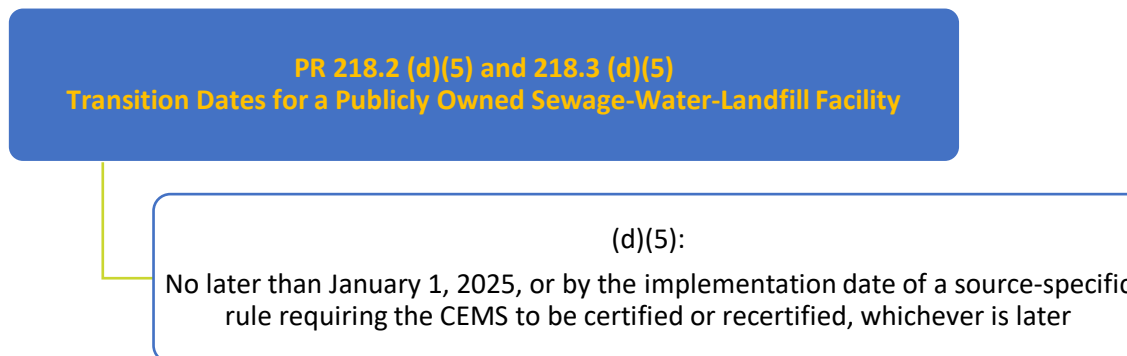 PR 218.2 (d)(5) and 218.3 (d)(5)
Transition Dates for a Publicly Owned Sewage-Water-Landfill Facility
(d)(5):
No later than January 1, 2025, or by the implementation date of a source-specific
rule requiring the CEMS to be certified or recertified, whichever is later